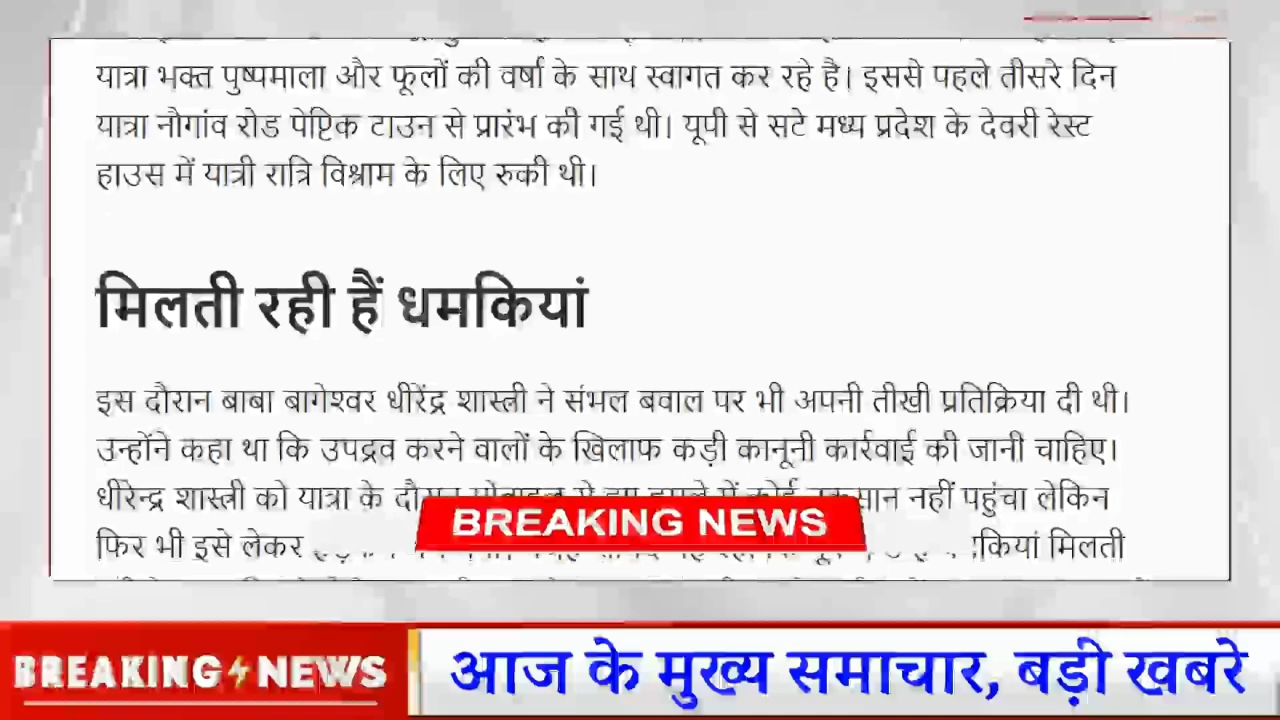 यात्रा भक्त पुष्पमाला और फूलों की वर्षा के साथ स्वागत कर रहे है। इससे पहले तीसरे दिन
यात्रा नौगांव रोड पेप्टिक टाउन से प्रारंभ की गई थी। यूपी से सटे मध्य प्रदेश के देवरी रेस्ट
हाउस में यात्री रात्रि विश्राम के लिए रुकी थी।
मिलती रही हैं धमकियां
इस दौरान बाबा बागेश्वर धीरेंद्र शास्त्री ने संभल बवाल पर भी अपनी तीखी प्रतिक्रिया दी थी।
उन्होंने कहा था कि उपद्रव करने वालों के खिलाफ कड़ी कानूनी कार्रवाई की जानी चाहिए।
धीरेन्द्र शास्त्री को यात्रा के नहीं पहुंचा लेकिन
BREAKING NEWS
फिर भी इसे लेकर मिलती
BREAKING NEWS
आज के मुख्य समाचार, बड़ी खबरे